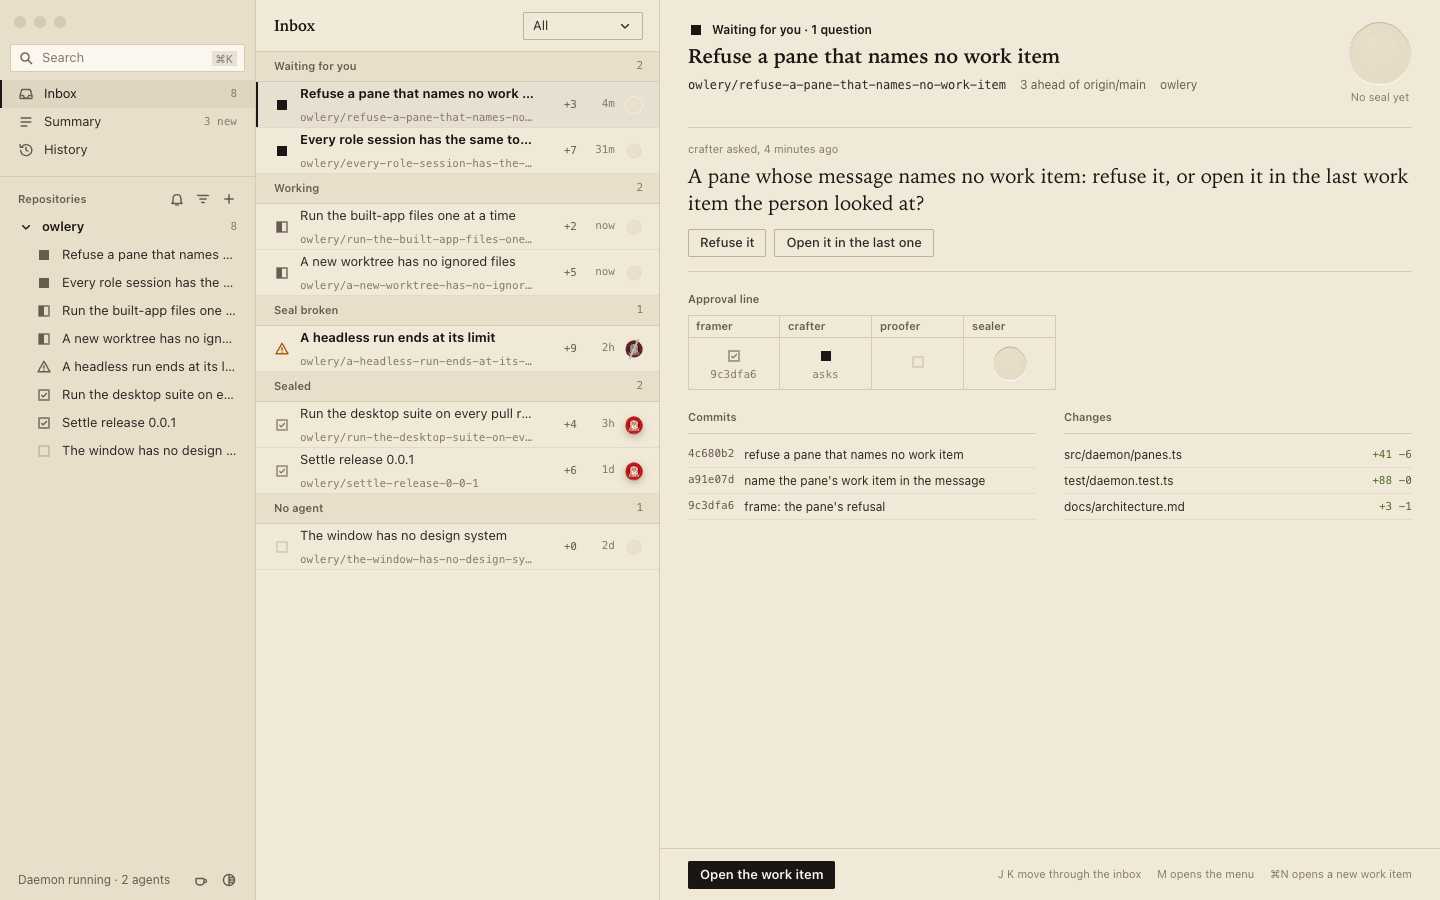 Search ⌘K
Inbox 8
Summary 3 new
History
Repositories
owlery 8
Refuse a pane that names ...
Every role session has the ...
Run the built-app files one ...
A new worktree has no ign...
A headless run ends at its l...
Run the desktop suite on e...
Settle release 0.0.1
The window has no design ...
Daemon running · 2 agents
Inbox
All
Waiting for you 2
Refuse a pane that names no work ... +3 4m
owlery/refuse-a-pane-that-names-no…
Every role session has the same to... +7 31m
owlery/every-role-session-has-the-…
Working 2
Run the built-app files one at a time +2 now
owlery/run-the-built-app-files-one…
A new worktree has no ignored files +5 now
owlery/a-new-worktree-has-no-ignor…
Seal broken 1
A headless run ends at its limit +9 2h
owlery/a-headless-run-ends-at-its-…
Sealed 2
Run the desktop suite on every pull r... +4 3h
owlery/run-the-desktop-suite-on-ev…
Settle release 0.0.1 +6 1d
owlery/settle-release-0-0-1
No agent 1
The window has no design system +0 2d
owlery/the-window-has-no-design-sy…
Waiting for you · 1 question
Refuse a pane that names no work item
owlery/refuse-a-pane-that-names-no-work-item 3 ahead of origin/main owlery
No seal yet
crafter asked, 4 minutes ago
A pane whose message names no work item: refuse it, or open it in the last work
item the person looked at?
Refuse it
Open it in the last one
Approval line
framer crafter proofer sealer
9c3dfa6 asks
Commits
4c680b2 refuse a pane that names no work item
a91e07d name the pane's work item in the message
9c3dfa6 frame: the pane's refusal
Changes
src/daemon/panes.ts +41 −6
test/daemon.test.ts +88 −0
docs/architecture.md +3 −1
Open the work item
J K move through the inbox M opens the menu ⌘N opens a new work item